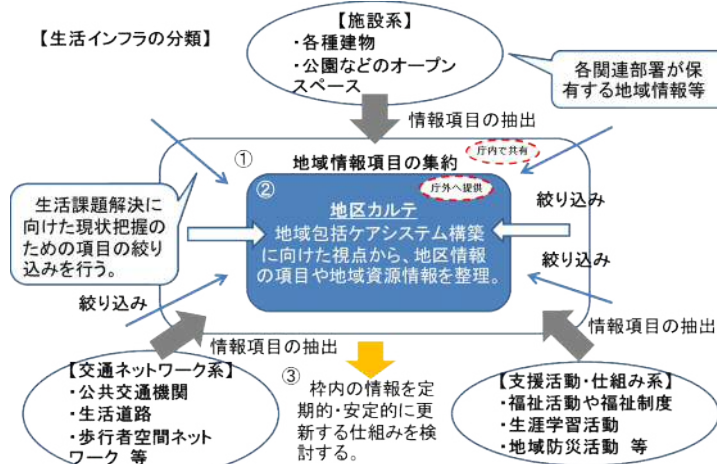 【生活インフラの分類】
【施設系】
・各種建物
・公園などのオープン
スペース
各関連部署が保
有する地域情報等
情報項目の抽出
①
地域情報項目の集約
庁内で共有
②
庁外へ提供
地区カルテ
地域包括ケアシステム構築
に向けた視点から、地区情報
の項目や地域資源情報を整理。
生活課題解決に
向けた現状把握の
ための項目の絞り
込みを行う。
絞り込み
絞り込み
絞り込み
情報項目の抽出
情報項目の抽出
【交通ネットワーク系】
・公共交通機関
・生活道路
・歩行者空間ネット
ワーク 等
③
枠内の情報を定
期的・安定的に更
新する仕組みを検
討する。
【支援活動・仕組み系】
・福祉活動や福祉制度
・生涯学習活動
・地域防災活動 等